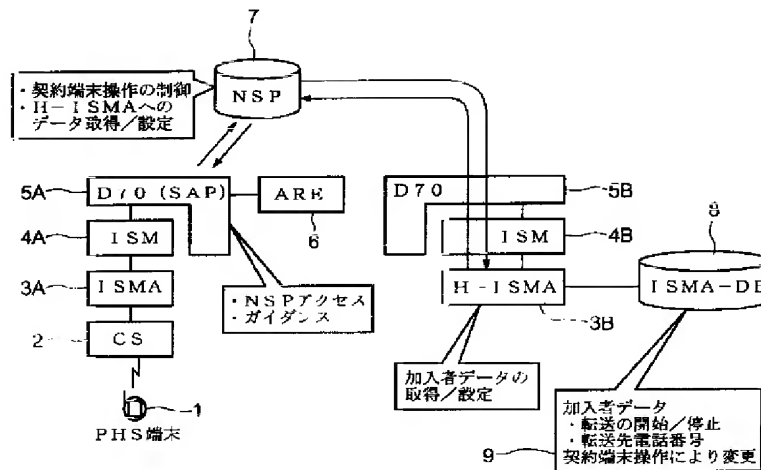 7
・契約端末操作の制御
・H-ISMAへの
データ取得/設定
NSP
5A
D70 (SAP)
ARE
6
D70
5B
4A
ISM
ISM
4B
8
3A
ISMA
・NSPアクセス
・ガイダンス
H-ISMA
3B
ISMA-DB
2
CS
加入者データの
取得/設定
1
PHS端末
加入者データ
・転送の開始/停止
・転送先電話番号
契約端末操作により変更
9